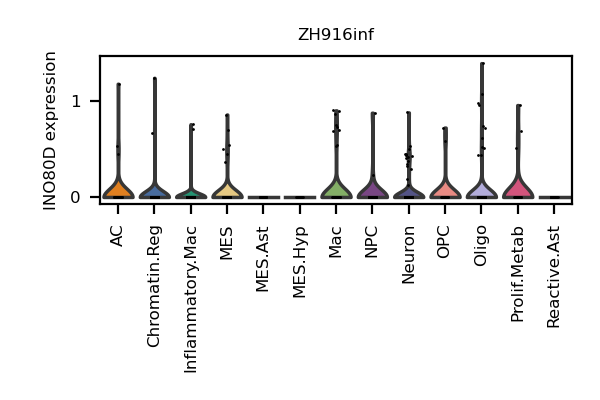 ZH916inf
INO80D expression
1
0
AC
Chromatin.Reg
Inflammatory.Mac
MES
MES.Ast
MES.Hyp
Mac
NPC
Neuron
OPC
Oligo
Prolif.Metab
Reactive.Ast